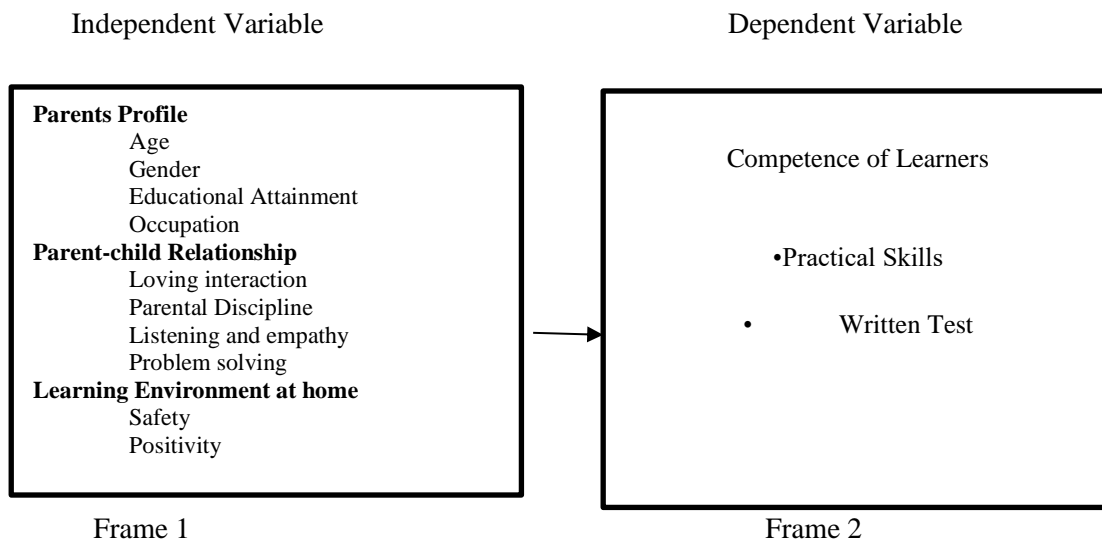 Independent Variable
Dependent Variable
Parents Profile
Age
Gender
Educational Attainment
Occupation
Parent-child Relationship
Loving interaction
Parental Discipline
Listening and empathy
Problem solving
Learning Environment at home
Safety
Positivity
Competence of Learners
•Practical Skills
• Written Test
Frame 1
Frame 2